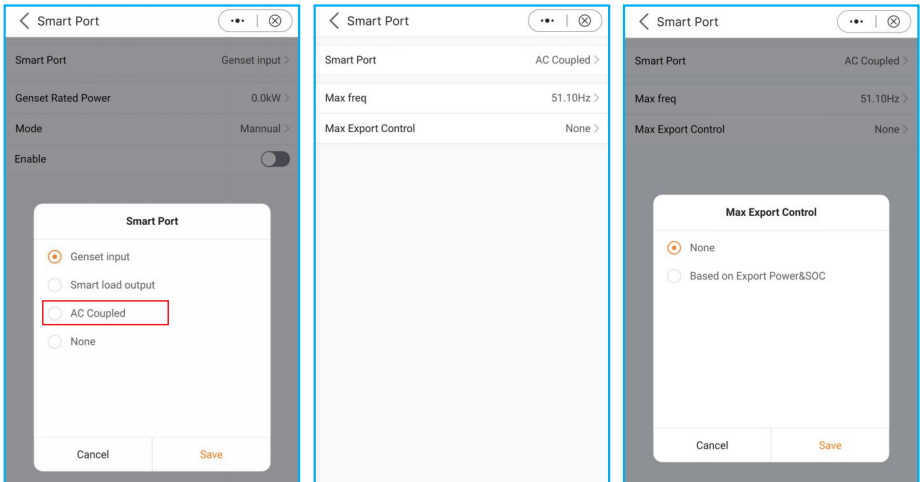 Smart Port
Smart Port Genset input >
Genset Rated Power 0.0kW >
Mode Mannual >
Enable
Smart Port
Genset input
Smart load output
AC Coupled
None
Cancel Save
Smart Port
Smart Port AC Coupled >
Max freq 51.10Hz >
Max Export Control None >
Smart Port
Smart Port AC Coupled >
Max freq 51.10Hz >
Max Export Control None >
Max Export Control
None
Based on Export Power&SOC
Cancel Save